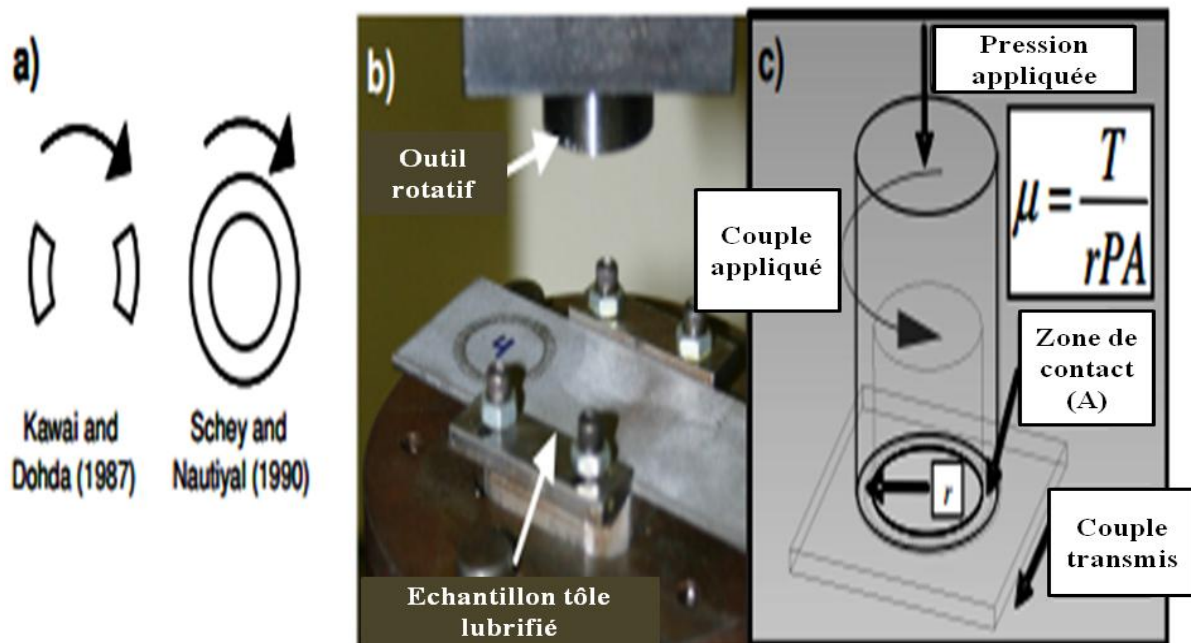 a)
Kawai and
Dohda (1987)
Schey and
Nautiyal (1990)
b)
Outil
rotatif
4
Echantillon tôle
lubrifié
c)
Pression
appliquée
μ = T / rPA
Couple
appliqué
Zone de
contact
(A)
r
Couple
transmis